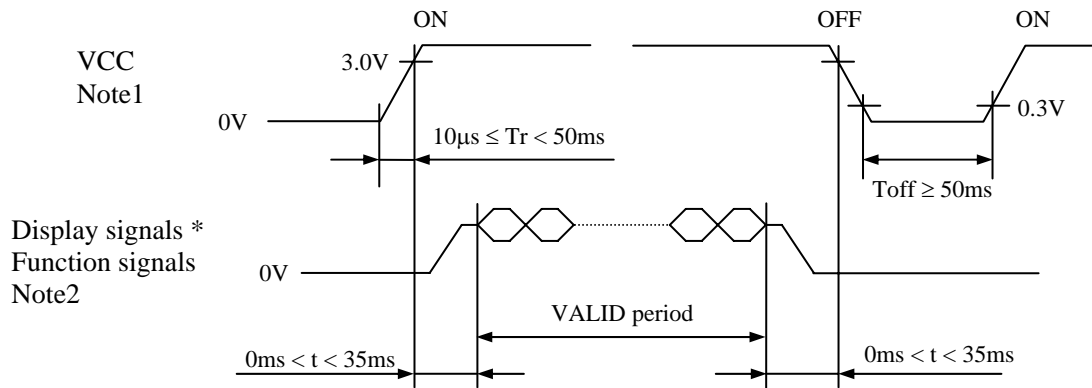 ON OFF ON
VCC
Note1
3.0V
0V
0.3V
10μs ≤ Tr < 50ms
Toff ≥ 50ms
Display signals *
Function signals
Note2
0V
VALID period
0ms < t < 35ms
0ms < t < 35ms